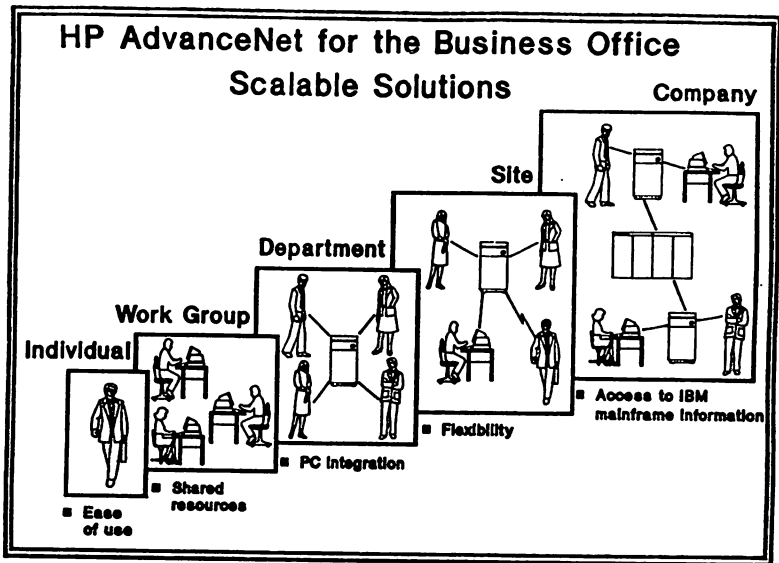 HP AdvanceNet for the Business Office
Scalable Solutions
Company
Site
Department
Work Group
Individual
■ Access to IBM
mainframe information
■ Flexibility
■ PC Integration
■ Shared
resources
■ Ease
of use